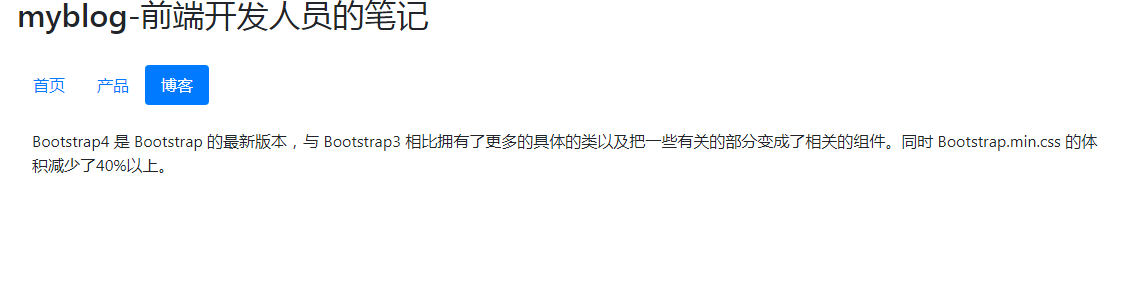 myblog-前端开发人员的笔记
首页 产品 博客
Bootstrap4 是 Bootstrap 的最新版本，与 Bootstrap3 相比拥有了更多的具体的类以及把一些有关的部分变成了相关的组件。同时 Bootstrap.min.css 的体
积减少了40%以上。